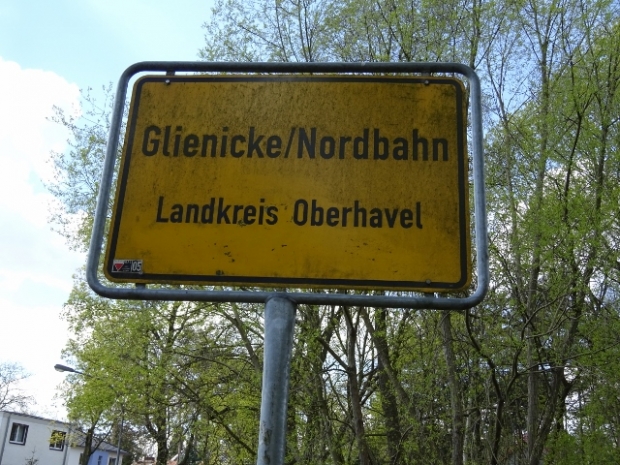 Glienicke/Nordbahn
Landkreis Oberhavel